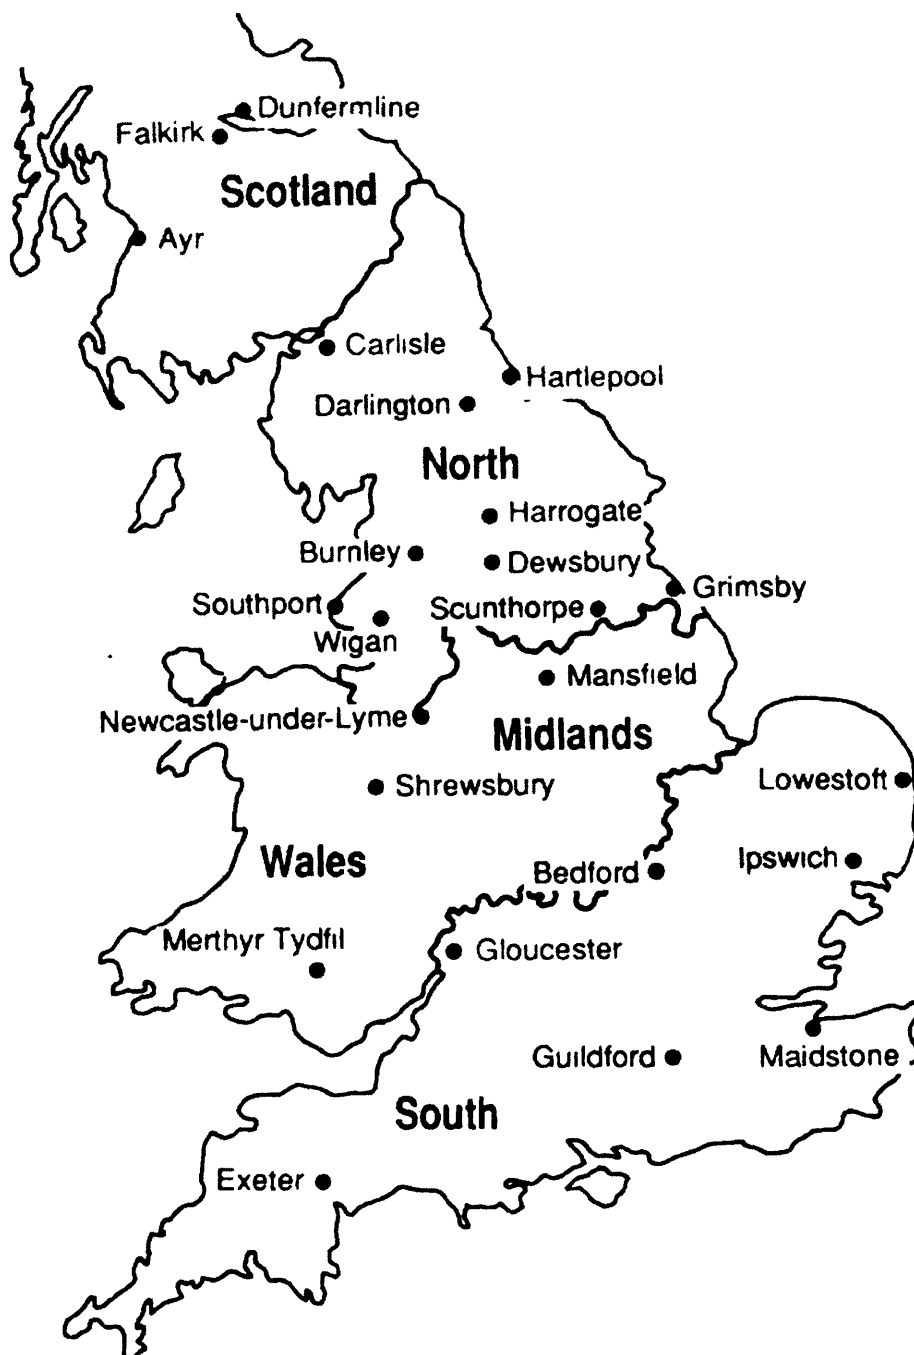 Dunfermline
Falkirk
Scotland
Ayr
Carlisle
Hartlepool
Darlington
North
Harrogate
Burnley
Dewsbury
Grimsby
Southport
Scunthorpe
Wigan
Mansfield
Newcastle-under-Lyme
Midlands
Shrewsbury
Lowestoft
Wales
Ipswich
Bedford
Merthyr Tydfil
Gloucester
Guildford
Maidstone
South
Exeter